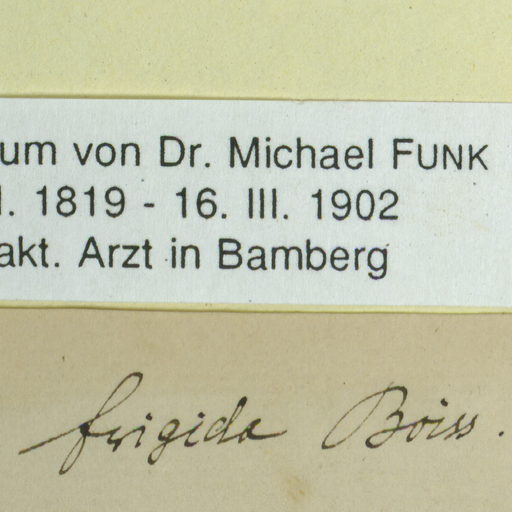 um von Dr. Michael FUNK
I. 1819 - 16. III. 1902
akt. Arzt in Bamberg
frigida Boiss.